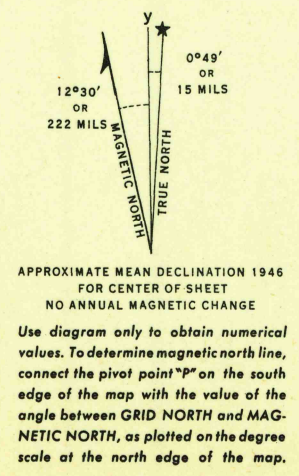 y
0°49'
OR
15 MILS
12°30'
OR
222 MILS
MAGNETIC NORTH
TRUE NORTH
APPROXIMATE MEAN DECLINATION 1946
FOR CENTER OF SHEET
NO ANNUAL MAGNETIC CHANGE
Use diagram only to obtain numerical
values. To determine magnetic north line,
connect the pivot point "P" on the south
edge of the map with the value of the
angle between GRID NORTH and MAG-
NETIC NORTH, as plotted on the degree
scale at the north edge of the map.